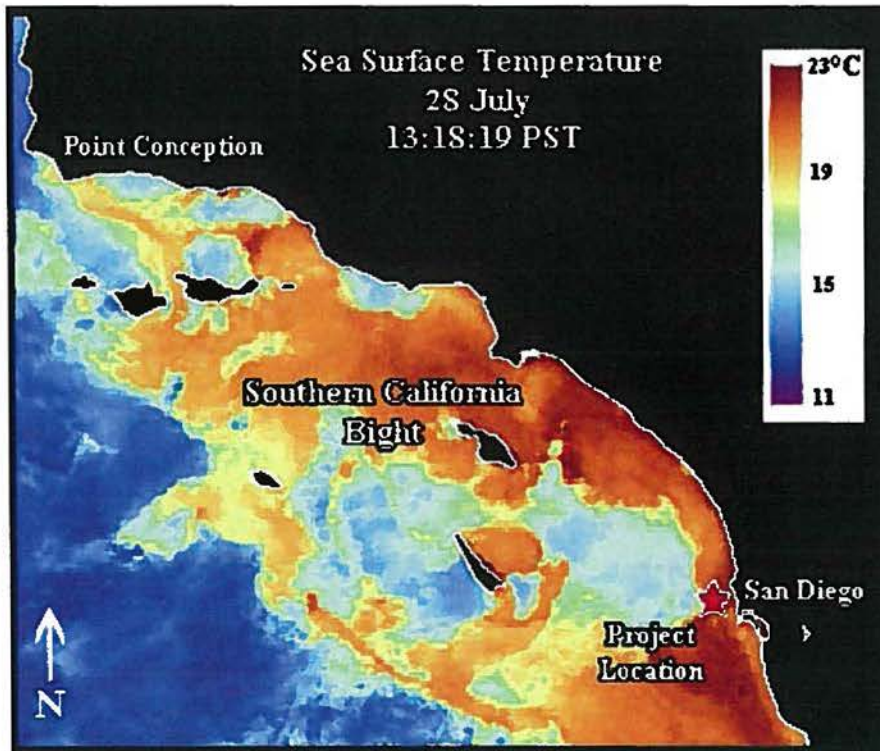 Sea Surface Temperature
28 July
13:18:19 PST
23°C
19
15
11
Point Conception
Southern California
Bight
San Diego
Project
Location
N